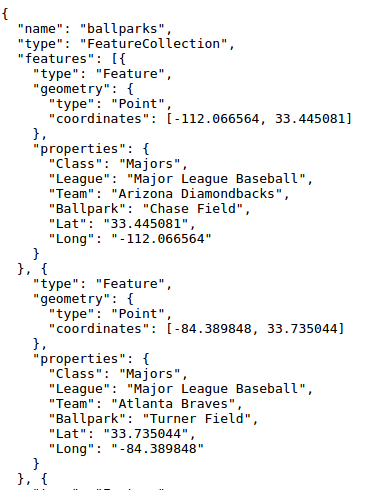 {
  "name": "ballparks",
  "type": "FeatureCollection",
  "features": [{
    "type": "Feature",
    "geometry": {
      "type": "Point",
      "coordinates": [-112.066564, 33.445081]
    },
    "properties": {
      "Class": "Majors",
      "League": "Major League Baseball",
      "Team": "Arizona Diamondbacks",
      "Ballpark": "Chase Field",
      "Lat": "33.445081",
      "Long": "-112.066564"
    }
  }, {
    "type": "Feature",
    "geometry": {
      "type": "Point",
      "coordinates": [-84.389848, 33.735044]
    },
    "properties": {
      "Class": "Majors",
      "League": "Major League Baseball",
      "Team": "Atlanta Braves",
      "Ballpark": "Turner Field",
      "Lat": "33.735044",
      "Long": "-84.389848"
    }
  }, {